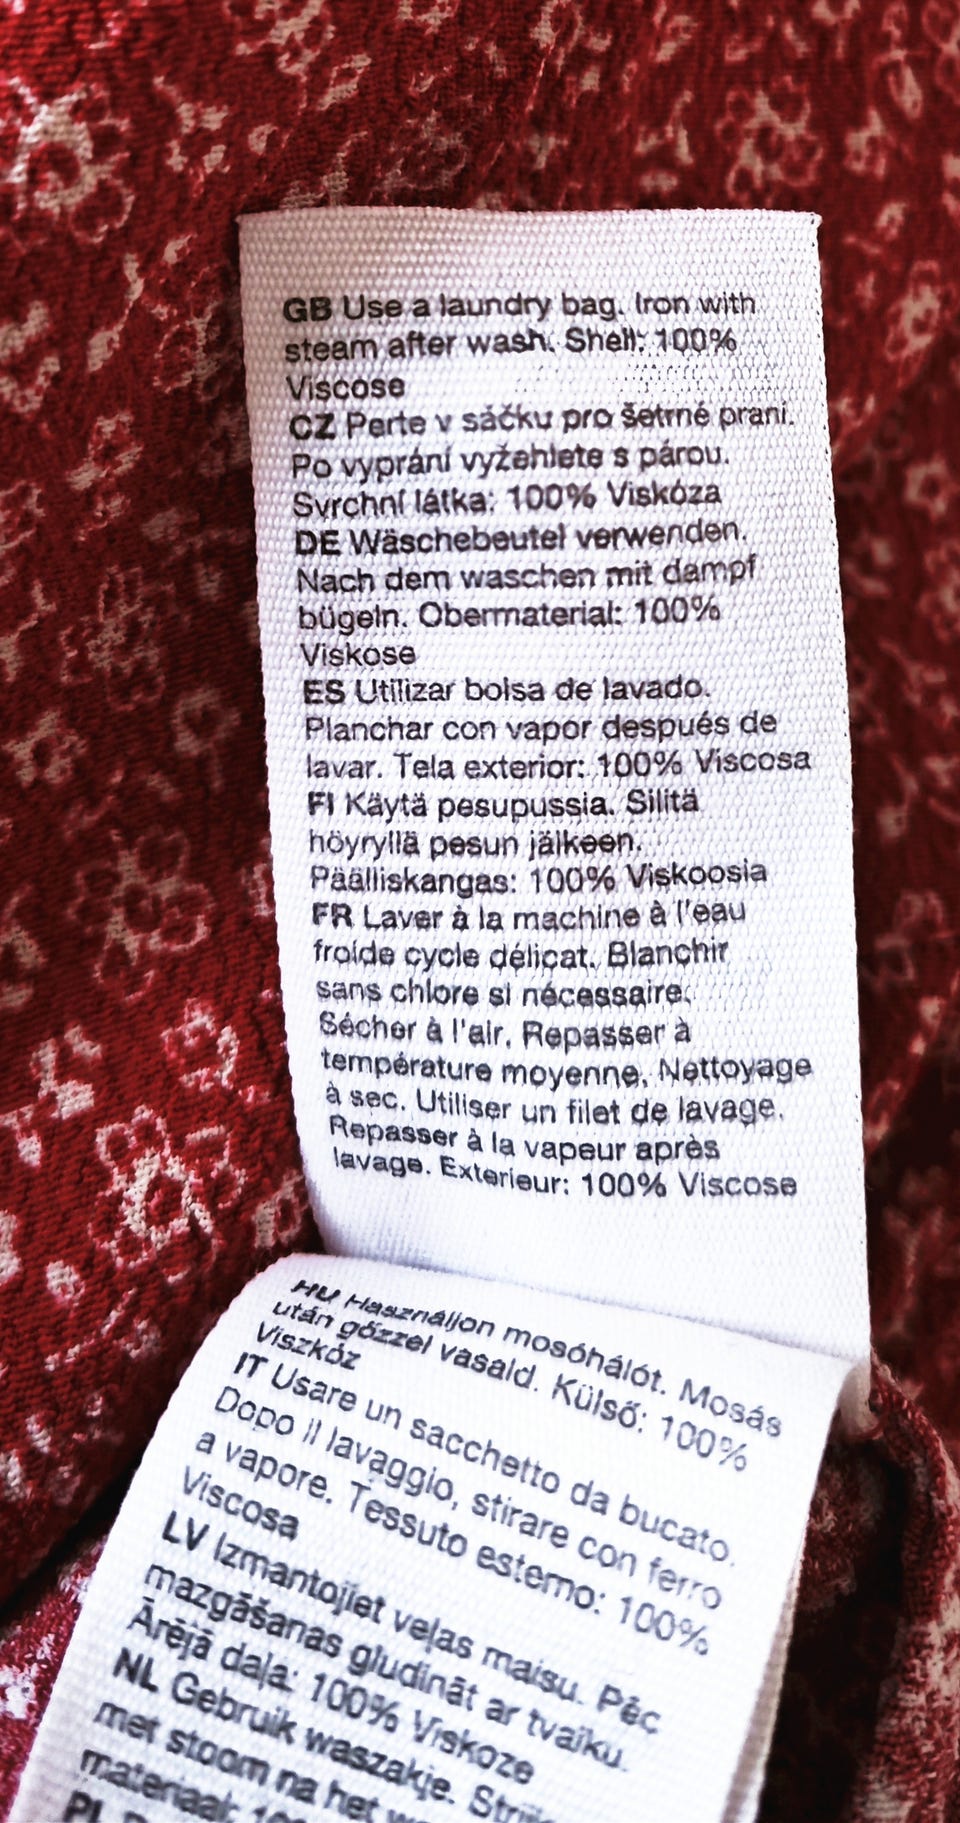 GB Use a laundry bag. Iron with
steam after wash. Shell: 100%
Viscose
CZ Perte v sáčku pro šetrné praní.
Po vyprání vyžehlete s párou.
Svrchní látka: 100% Viskóza
DE Wäschebeutel verwenden.
Nach dem waschen mit dampf
bügeln. Obermaterial: 100%
Viskose
ES Utilizar bolsa de lavado.
Planchar con vapor después de
lavar. Tela exterior: 100% Viscosa
FI Käytä pesupussia. Silitä
höyryllä pesun jälkeen.
Päälliskangas: 100% Viskoosia
FR Laver à la machine à l'eau
froide cycle délicat. Blanchir
sans chlore si nécessaire.
Sécher à l'air. Repasser à
température moyenne. Nettoyage
à sec. Utiliser un filet de lavage.
Repasser à la vapeur après
lavage. Exterieur: 100% Viscose
HU Használjon mosóhálót. Mosás
után gőzzel vasald. Külső: 100%
Viszkóz
IT Usare un sacchetto da bucato.
Dopo il lavaggio, stirare con ferro
a vapore. Tessuto esterno: 100%
Viscosa
LV Izmantojiet veļas maisu. Pēc
mazgāšanas gludināt ar tvaiku.
Ārējā daļa: 100% Viskoze
NL Gebruik waszakje.
met stoom na het
materiaal:
PL